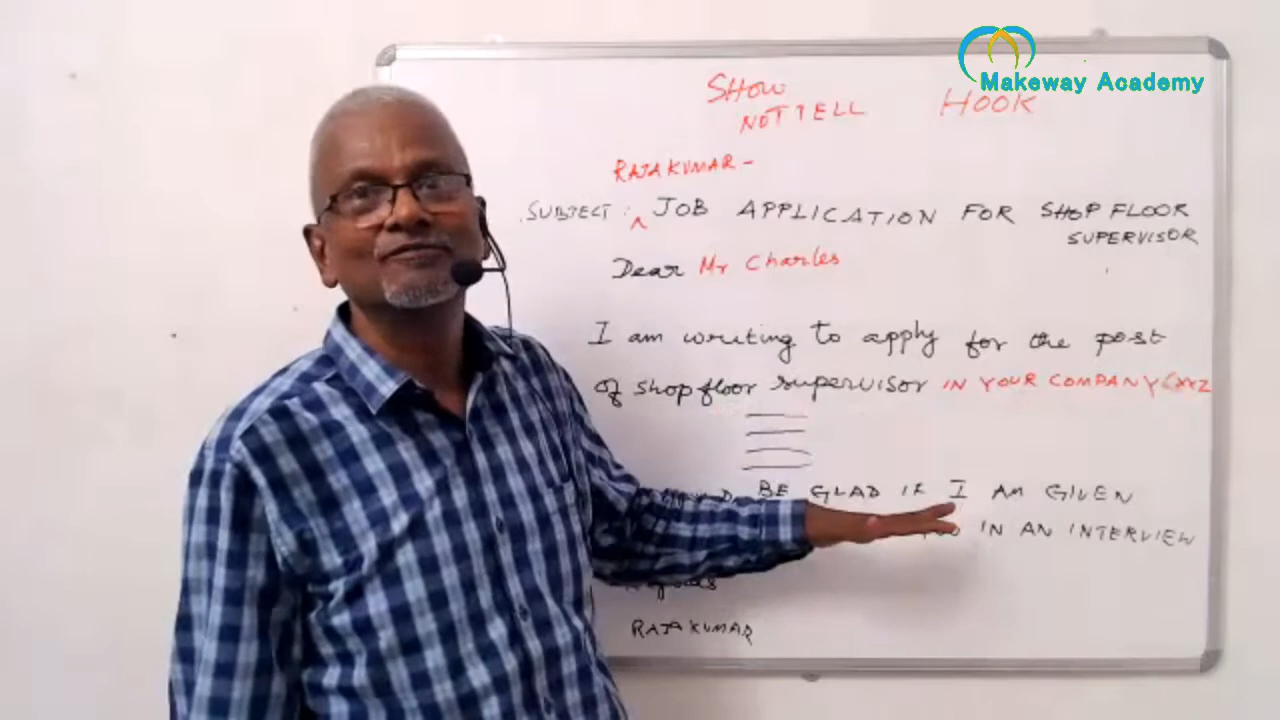 Makeway Academy
SHOW
NOT TELL HOOK
RAJAKUMAR -
SUBJECT : ^ JOB APPLICATION FOR SHOP FLOOR
SUPERVISOR
Dear Mr Charles
I am writing to apply for the post
of shop floor supervisor IN YOUR COMPANY
BE GLAD IF I AM GIVEN
IN AN INTERVIEW
RAJAKUMAR